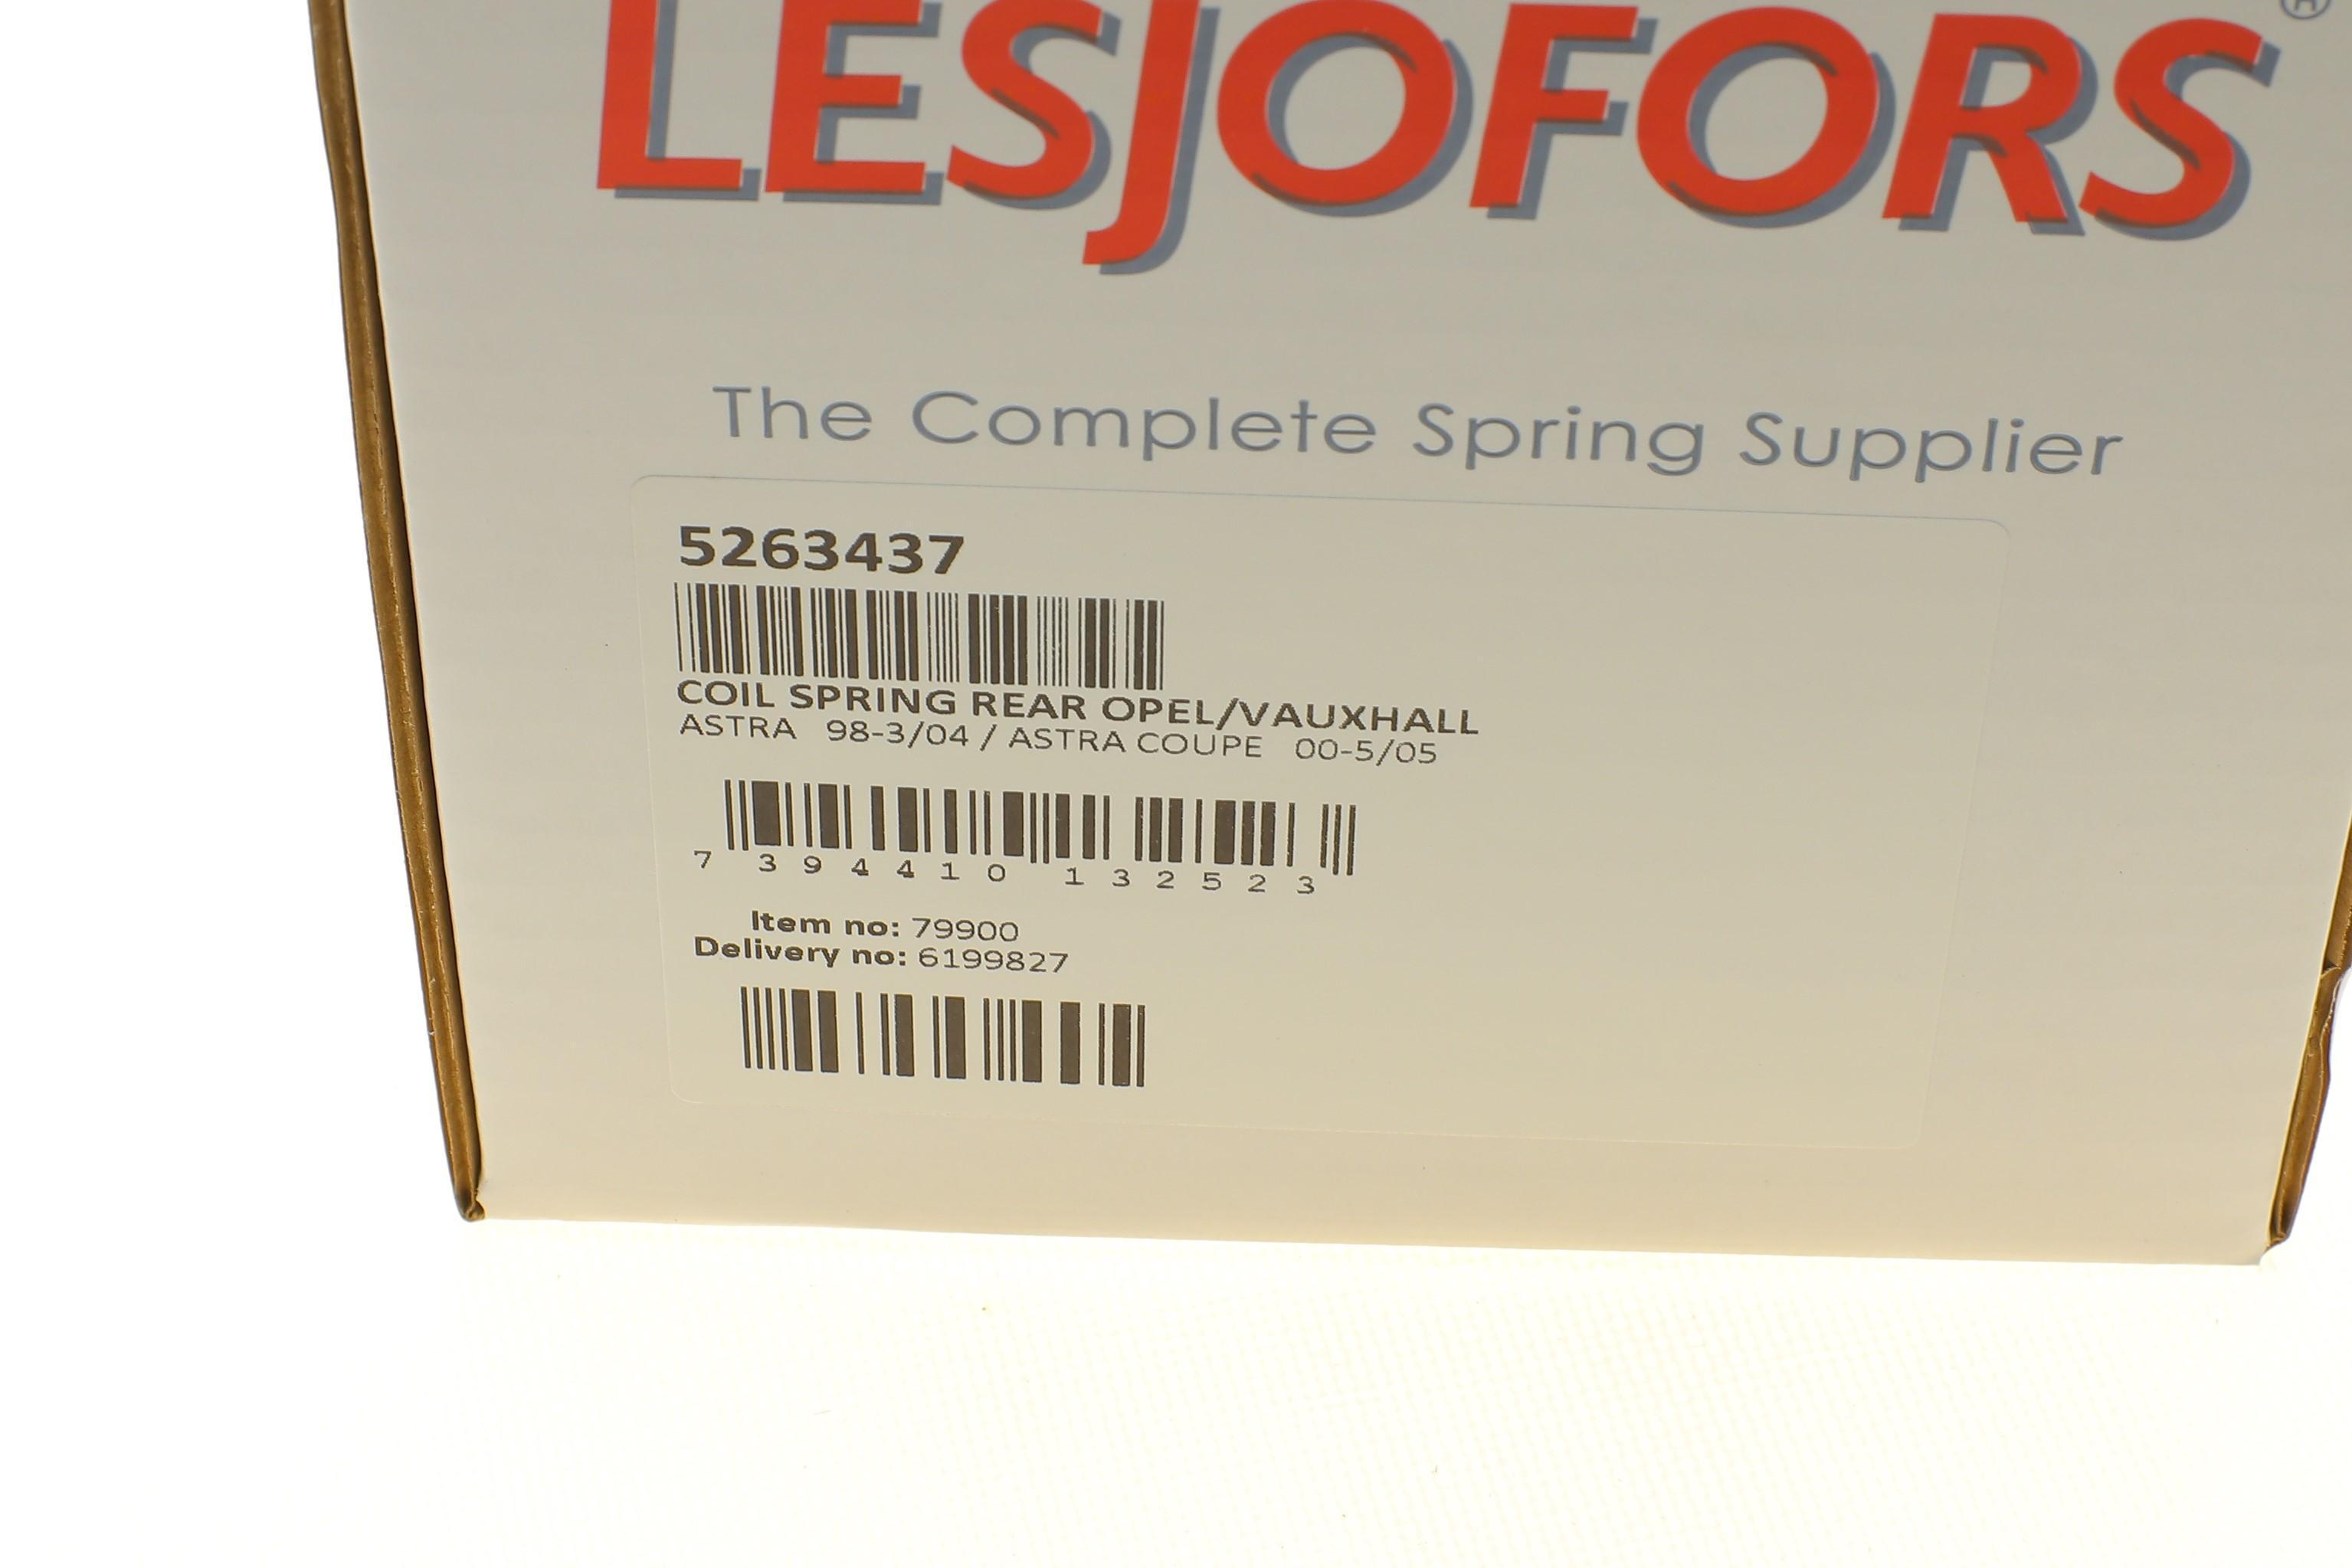 LESJOFORS®
The Complete Spring Supplier
5263437
COIL SPRING REAR OPEL/VAUXHALL
ASTRA 98-3/04 / ASTRA COUPE 00-5/05
7 394410 132523
Item no: 79900
Delivery no: 6199827